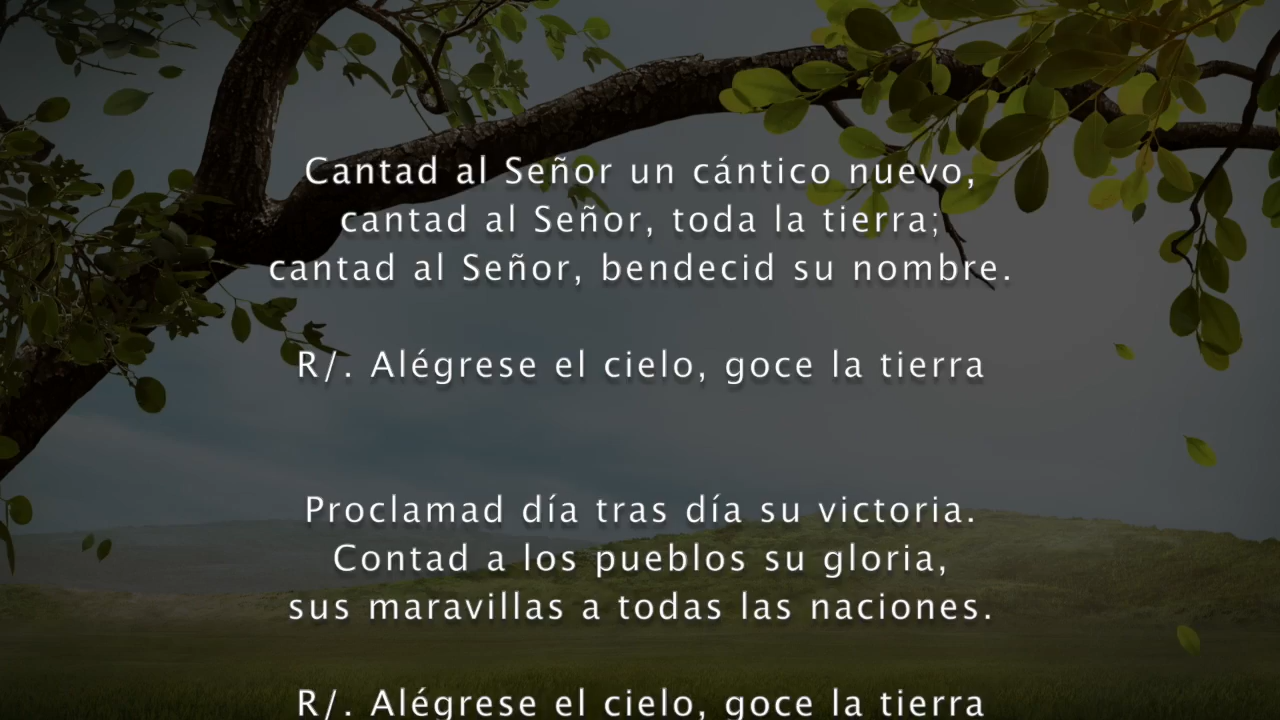 Cantad al Señor un cántico nuevo,
cantad al Señor, toda la tierra;
cantad al Señor, bendecid su nombre.
R/. Alégrese el cielo, goce la tierra
Proclamad día tras día su victoria.
Contad a los pueblos su gloria,
sus maravillas a todas las naciones.
R/. Alégrese el cielo, goce la tierra